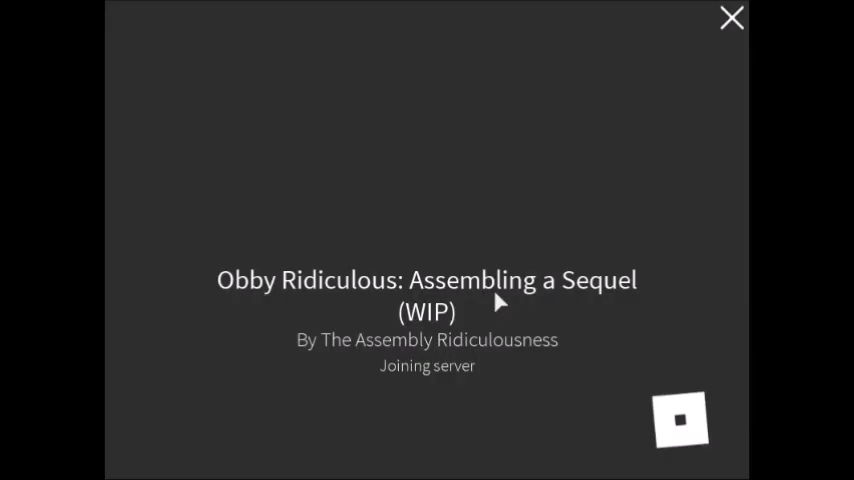 Obby Ridiculous: Assembling a Sequel
(WIP)
By The Assembly Ridiculousness
Joining server